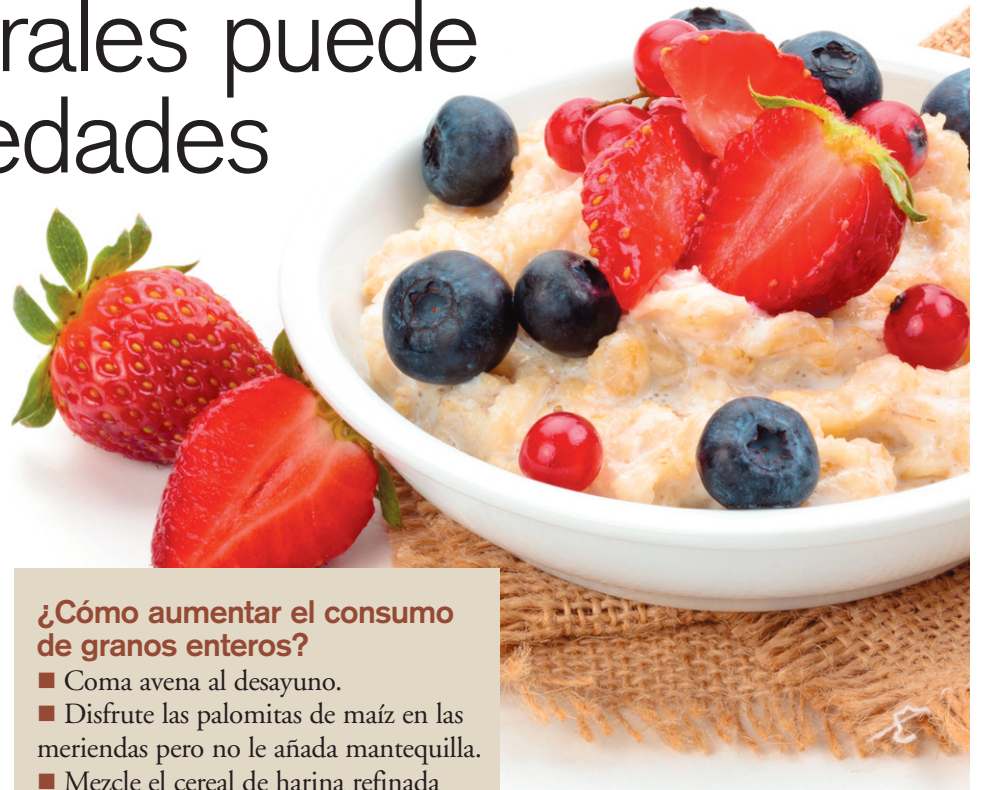 rales puede
edades
¿Cómo aumentar el consumo
de granos enteros?
■ Coma avena al desayuno.
■ Disfrute las palomitas de maíz en las
meriendas pero no le añada mantequilla.
■ Mezcle el cereal de harina refinada